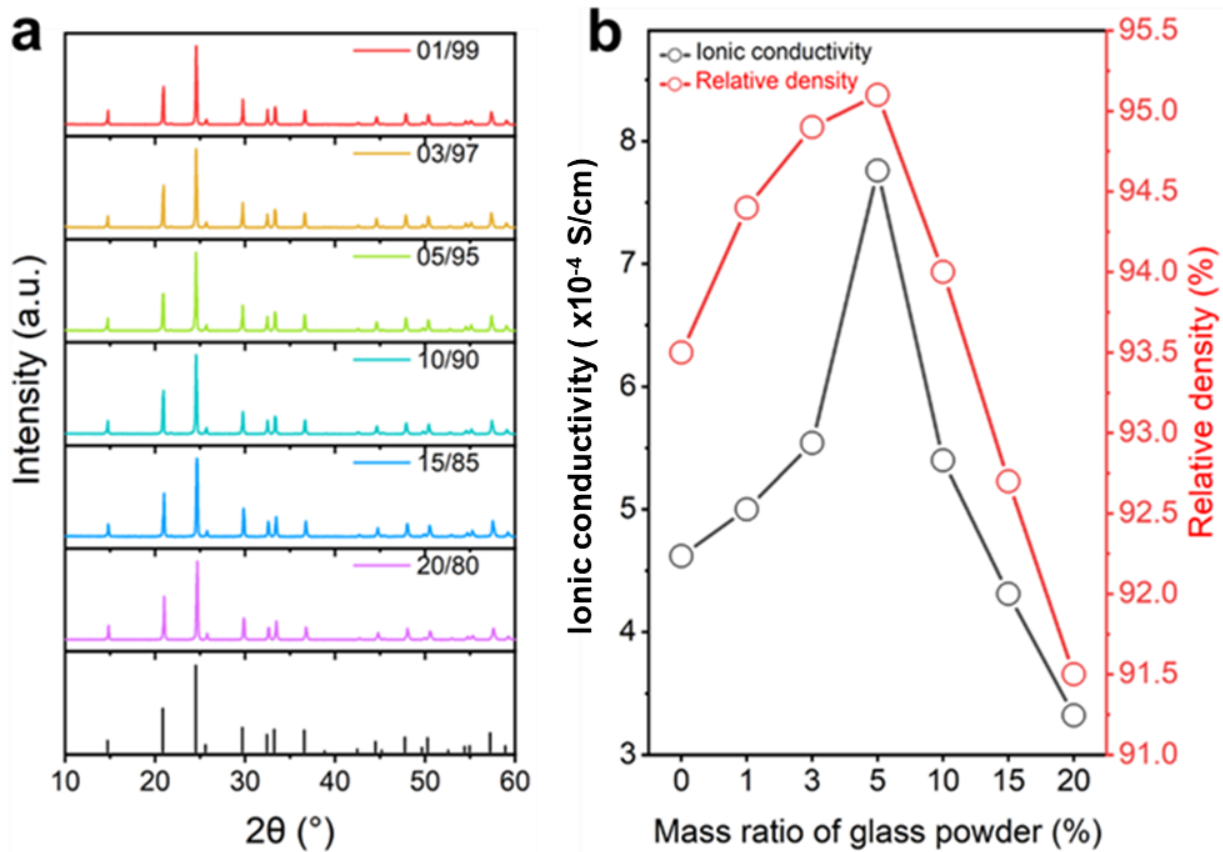 a
01/99
03/97
05/95
10/90
15/85
20/80
Intensity (a.u.)
10 20 30 40 50 60
2θ (°)
b
Ionic conductivity
Relative density
8
7
6
5
4
3
Ionic conductivity ( x10⁻⁴ S/cm)
95.5
95.0
94.5
94.0
93.5
93.0
92.5
92.0
91.5
91.0
Relative density (%)
0 1 3 5 10 15 20
Mass ratio of glass powder (%)